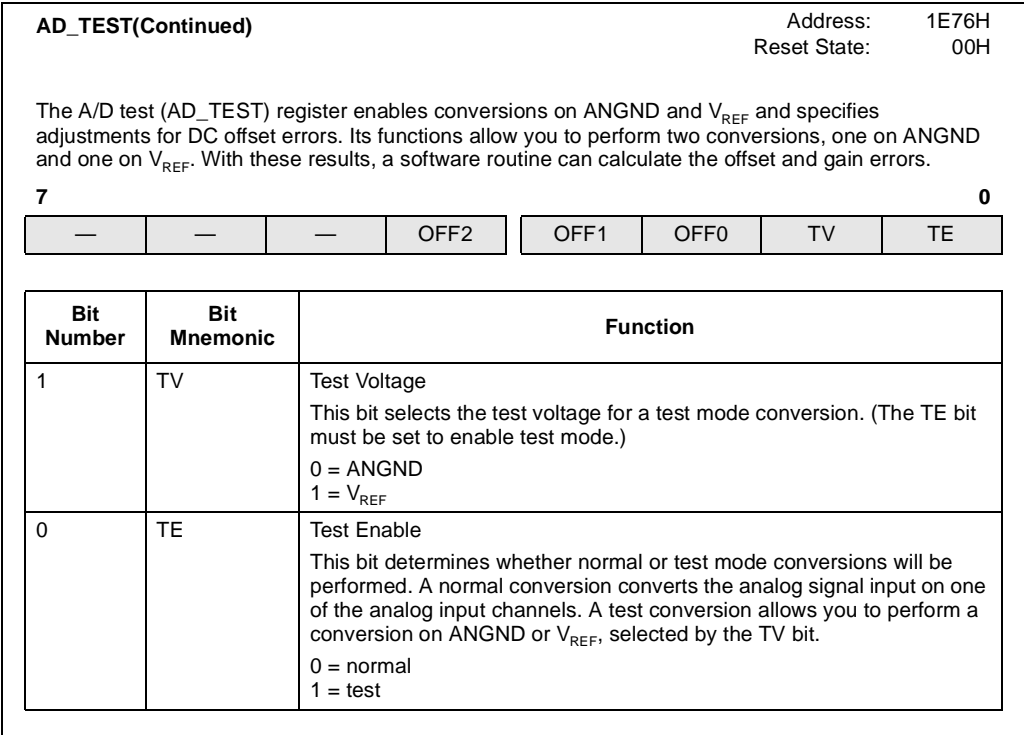 AD_TEST(Continued) Address: 1E76H
Reset State: 00H
The A/D test (AD_TEST) register enables conversions on ANGND and VREF and specifies
adjustments for DC offset errors. Its functions allow you to perform two conversions, one on ANGND
and one on VREF. With these results, a software routine can calculate the offset and gain errors.
7 0
— — — OFF2 OFF1 OFF0 TV TE
Bit Number Bit Mnemonic Function
1 TV Test Voltage
This bit selects the test voltage for a test mode conversion. (The TE bit
must be set to enable test mode.)
0 = ANGND
1 = VREF
0 TE Test Enable
This bit determines whether normal or test mode conversions will be
performed. A normal conversion converts the analog signal input on one
of the analog input channels. A test conversion allows you to perform a
conversion on ANGND or VREF, selected by the TV bit.
0 = normal
1 = test